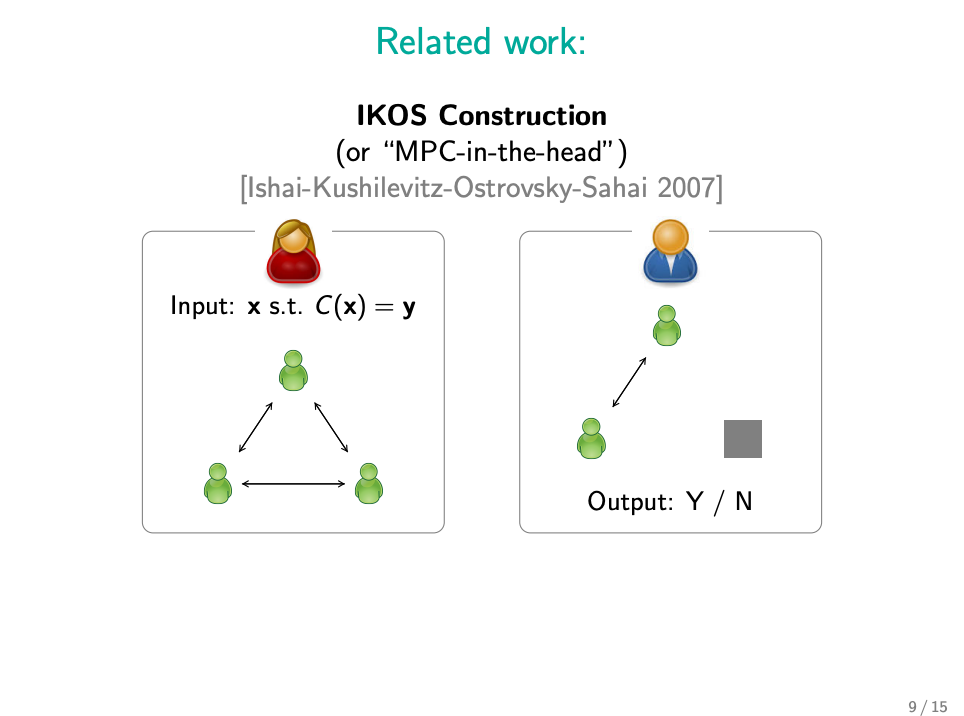 Related work:
IKOS Construction
(or “MPC-in-the-head”)
[Ishai-Kushilevitz-Ostrovsky-Sahai 2007]
Input: x s.t. C(x) = y
Output: Y / N
9 / 15